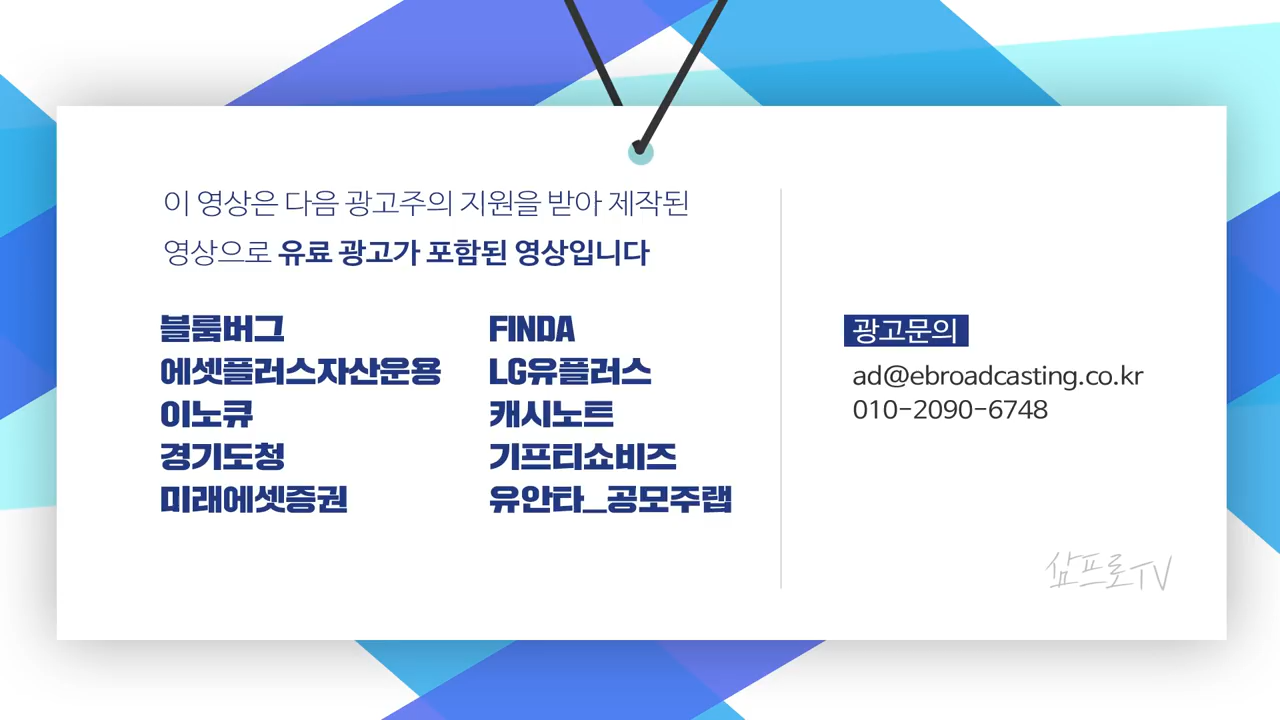 이 영상은 다음 광고주의 지원을 받아 제작된
영상으로 유료 광고가 포함된 영상입니다
블룸버그
에셋플러스자산운용
이노큐
경기도청
미래에셋증권
FINDA
LG유플러스
캐시노트
기프티쇼비즈
유안타_공모주랩
광고문의
ad@ebroadcasting.co.kr
010-2090-6748
삼프로TV